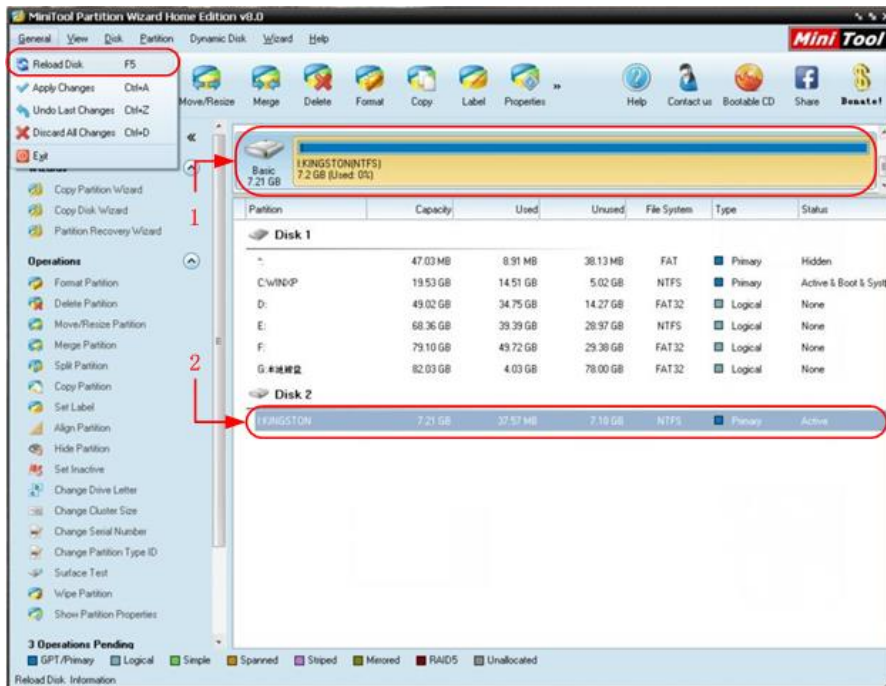 MiniTool Partition Wizard Home Edition v8.0
General View Disk Partition Dynamic Disk Wizard Help
Mini Tool
Reload Disk F5
Apply Changes Ctrl+A
Undo Last Changes Ctrl+Z
Discard All Changes Ctrl+D
Exit
Move/Resize Merge Delete Format Copy Label Properties » Help Contact us Bootable CD Share Donate!
«
1
Basic
7.21 GB
I:KINGSTON(NTFS)
7.2 GB (Used: 0%)
Wizards
Copy Partition Wizard
Copy Disk Wizard
Partition Recovery Wizard
Operations
Format Partition
Delete Partition
Move/Resize Partition
Merge Partition
Split Partition
Copy Partition
Set Label
Align Partition
Hide Partition
Set Inactive
Change Drive Letter
Change Cluster Size
Change Serial Number
Change Partition Type ID
Surface Test
Wipe Partition
Show Partition Properties
3 Operations Pending
2
Partition Capacity Used Unused File System Type Status
Disk 1
*: 47.03 MB 8.91 MB 38.13 MB FAT Primary Hidden
C:WINXP 19.53 GB 14.51 GB 5.02 GB NTFS Primary Active & Boot & Syst
D: 49.02 GB 34.75 GB 14.27 GB FAT32 Logical None
E: 68.36 GB 39.39 GB 28.97 GB NTFS Logical None
F: 79.10 GB 49.72 GB 29.38 GB FAT32 Logical None
G:本地磁盘 82.03 GB 4.03 GB 78.00 GB FAT32 Logical None
Disk 2
I:KINGSTON 7.21 GB 37.57 MB 7.18 GB NTFS Primary Active
GPT/Primary Logical Simple Spanned Striped Mirrored RAID5 Unallocated
Reload Disk Information